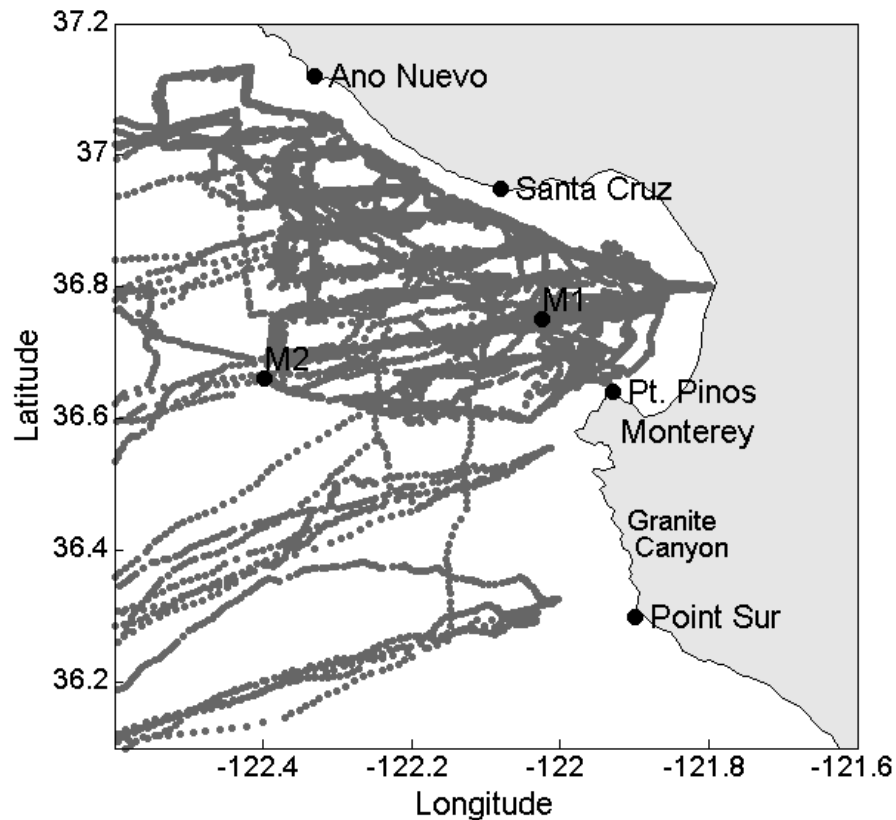 37.2
Ano Nuevo
37
Santa Cruz
36.8
M1
M2
Pt. Pinos
36.6
Monterey
Granite
Canyon
36.4
Point Sur
36.2
-122.4
-122.2
-122
-121.8
-121.6
Longitude
Latitude